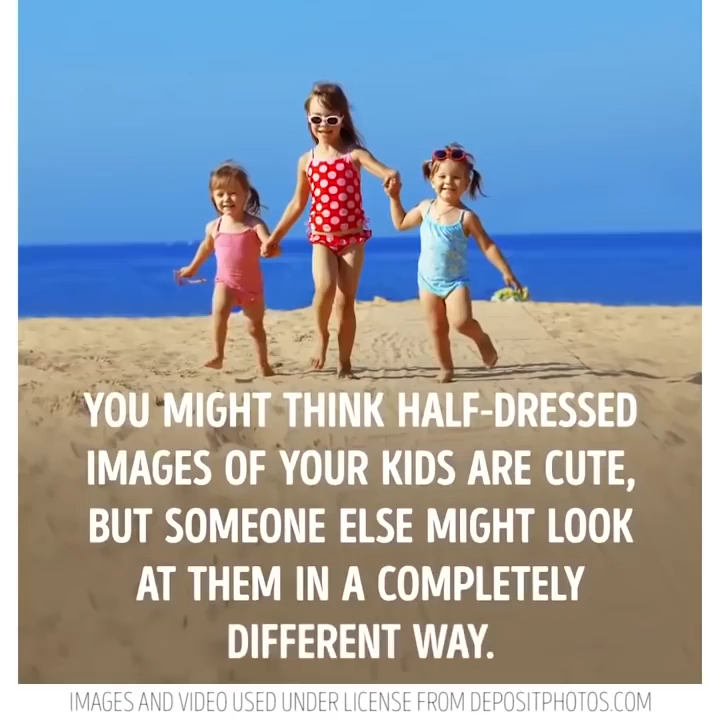 YOU MIGHT THINK HALF-DRESSED
IMAGES OF YOUR KIDS ARE CUTE,
BUT SOMEONE ELSE MIGHT LOOK
AT THEM IN A COMPLETELY
DIFFERENT WAY.
IMAGES AND VIDEO USED UNDER LICENSE FROM DEPOSITPHOTOS.COM